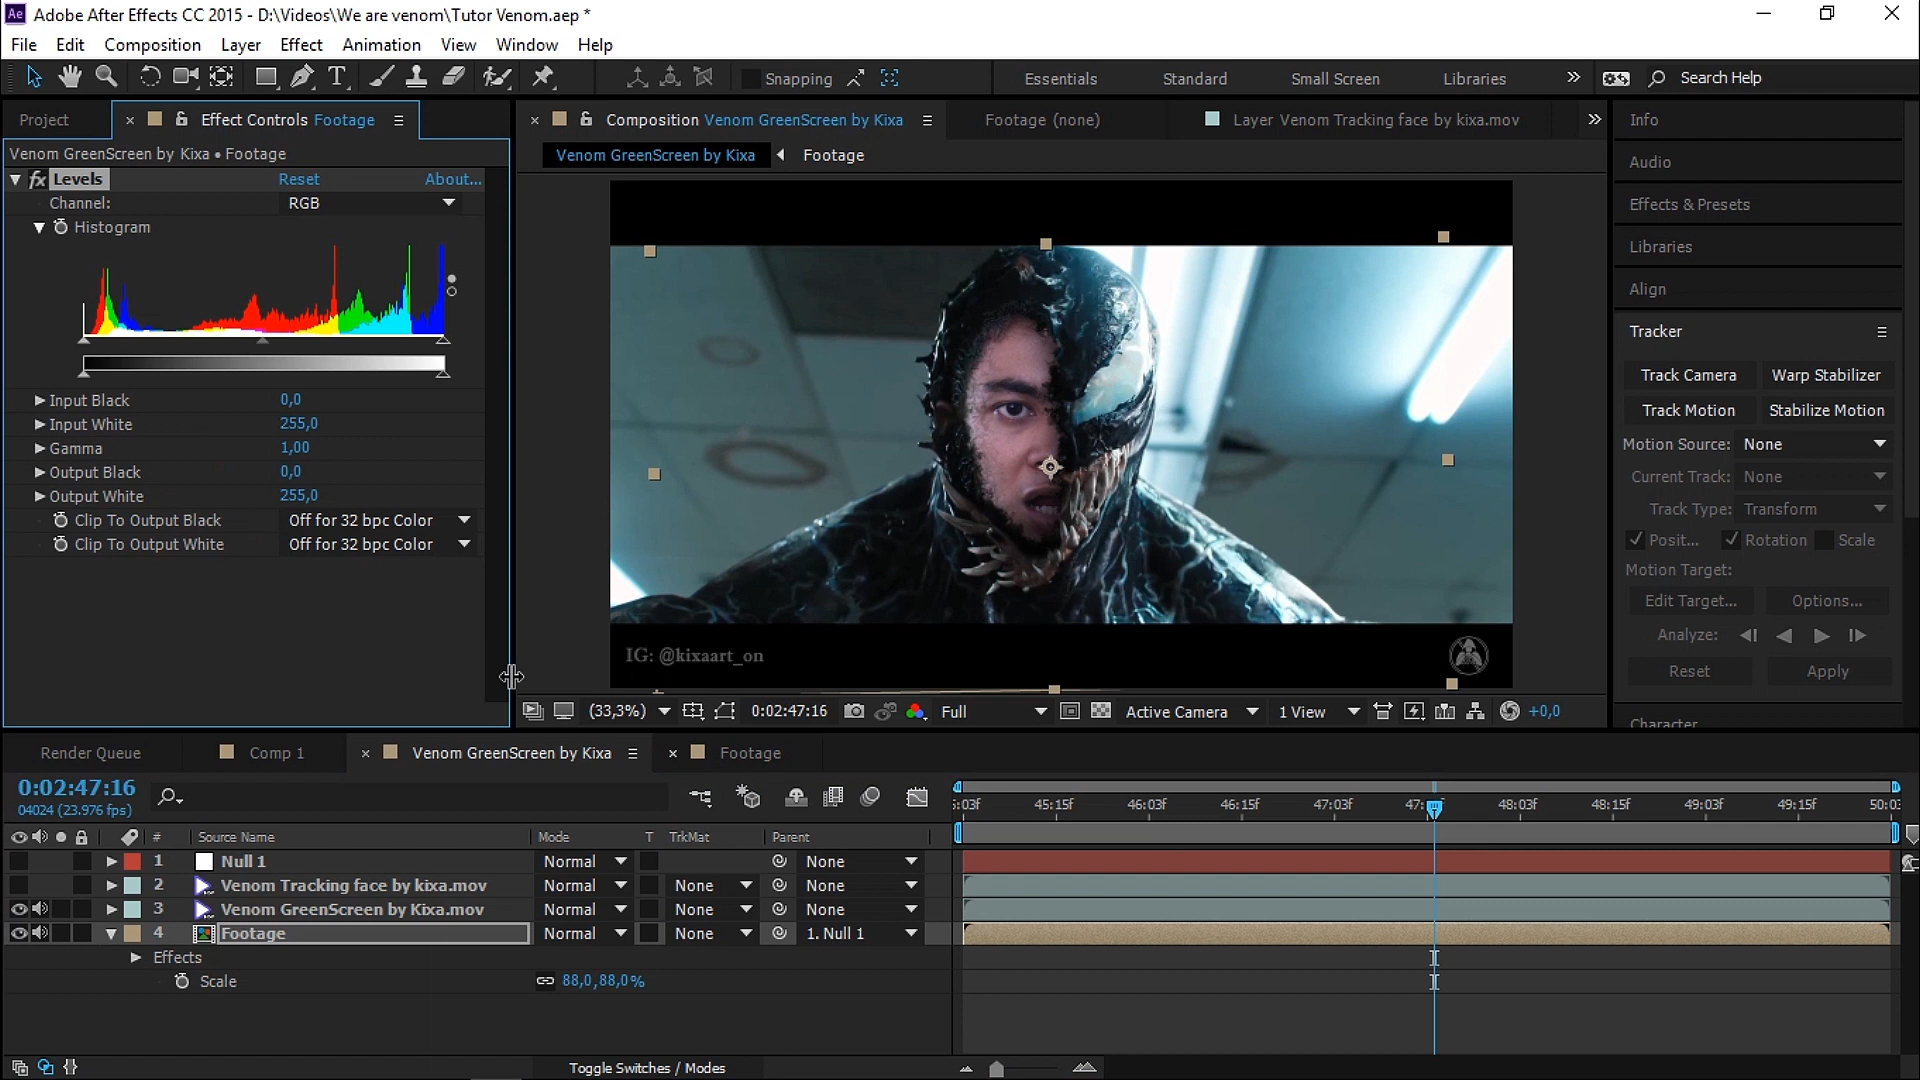 Ae Adobe After Effects CC 2015 - D:\Videos\We are venom\Tutor Venom.aep *
File Edit Composition Layer Effect Animation View Window Help
T Snapping Essentials Standard Small Screen Libraries » Search Help
Project × Effect Controls Footage × Composition Venom GreenScreen by Kixa Footage (none) Layer Venom Tracking face by kixa.mov » Info
Venom GreenScreen by Kixa • Footage
Venom GreenScreen by Kixa Footage
Audio
fx Levels Reset About...
Channel: RGB
Effects & Presets
Histogram
Libraries
Align
Tracker
Track Camera Warp Stabilizer
Input Black 0,0
Track Motion Stabilize Motion
Input White 255,0
Motion Source: None
Gamma 1,00
Output Black 0,0
Current Track: None
Output White 255,0
Track Type: Transform
Clip To Output Black Off for 32 bpc Color
Posit... Rotation Scale
Clip To Output White Off for 32 bpc Color
Motion Target:
Edit Target... Options...
Analyze:
IG: @kixaart_on
Reset Apply
(33,3%) 0:02:47:16 Full Active Camera 1 View +0,0
Character
Render Queue Comp 1 × Venom GreenScreen by Kixa × Footage
0:02:47:16
04024 (23.976 fps)
5:03f 45:15f 46:03f 46:15f 47:03f 47: 48:03f 48:15f 49:03f 49:15f 50:03
# Source Name Mode T TrkMat Parent
1 Null 1 Normal None
2 Venom Tracking face by kixa.mov Normal None None
3 Venom GreenScreen by Kixa.mov Normal None None
4 Footage Normal None 1. Null 1
Effects
Scale 88,0,88,0%
Toggle Switches / Modes